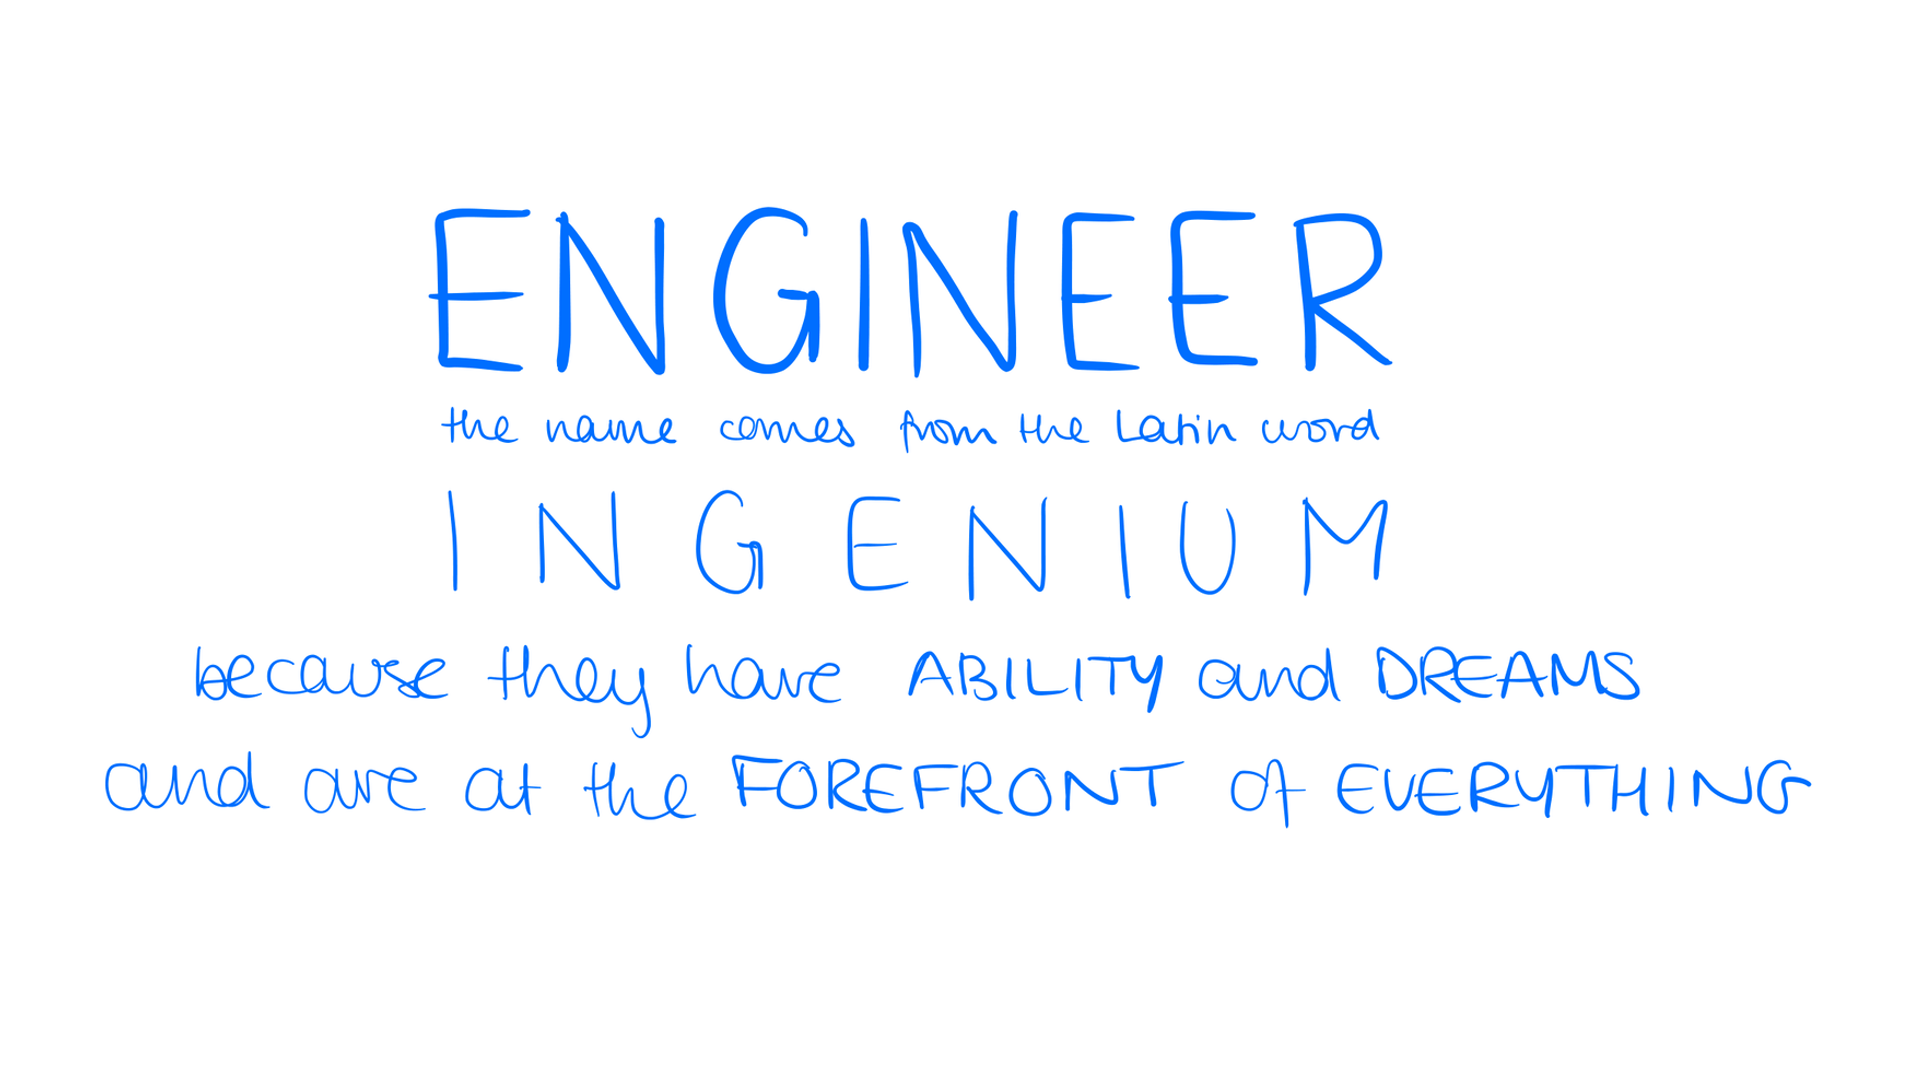 ENGINEER
the name comes from the Latin word
INGENIUM
because they have ABILITY and DREAMS
and are at the FOREFRONT of EVERYTHING